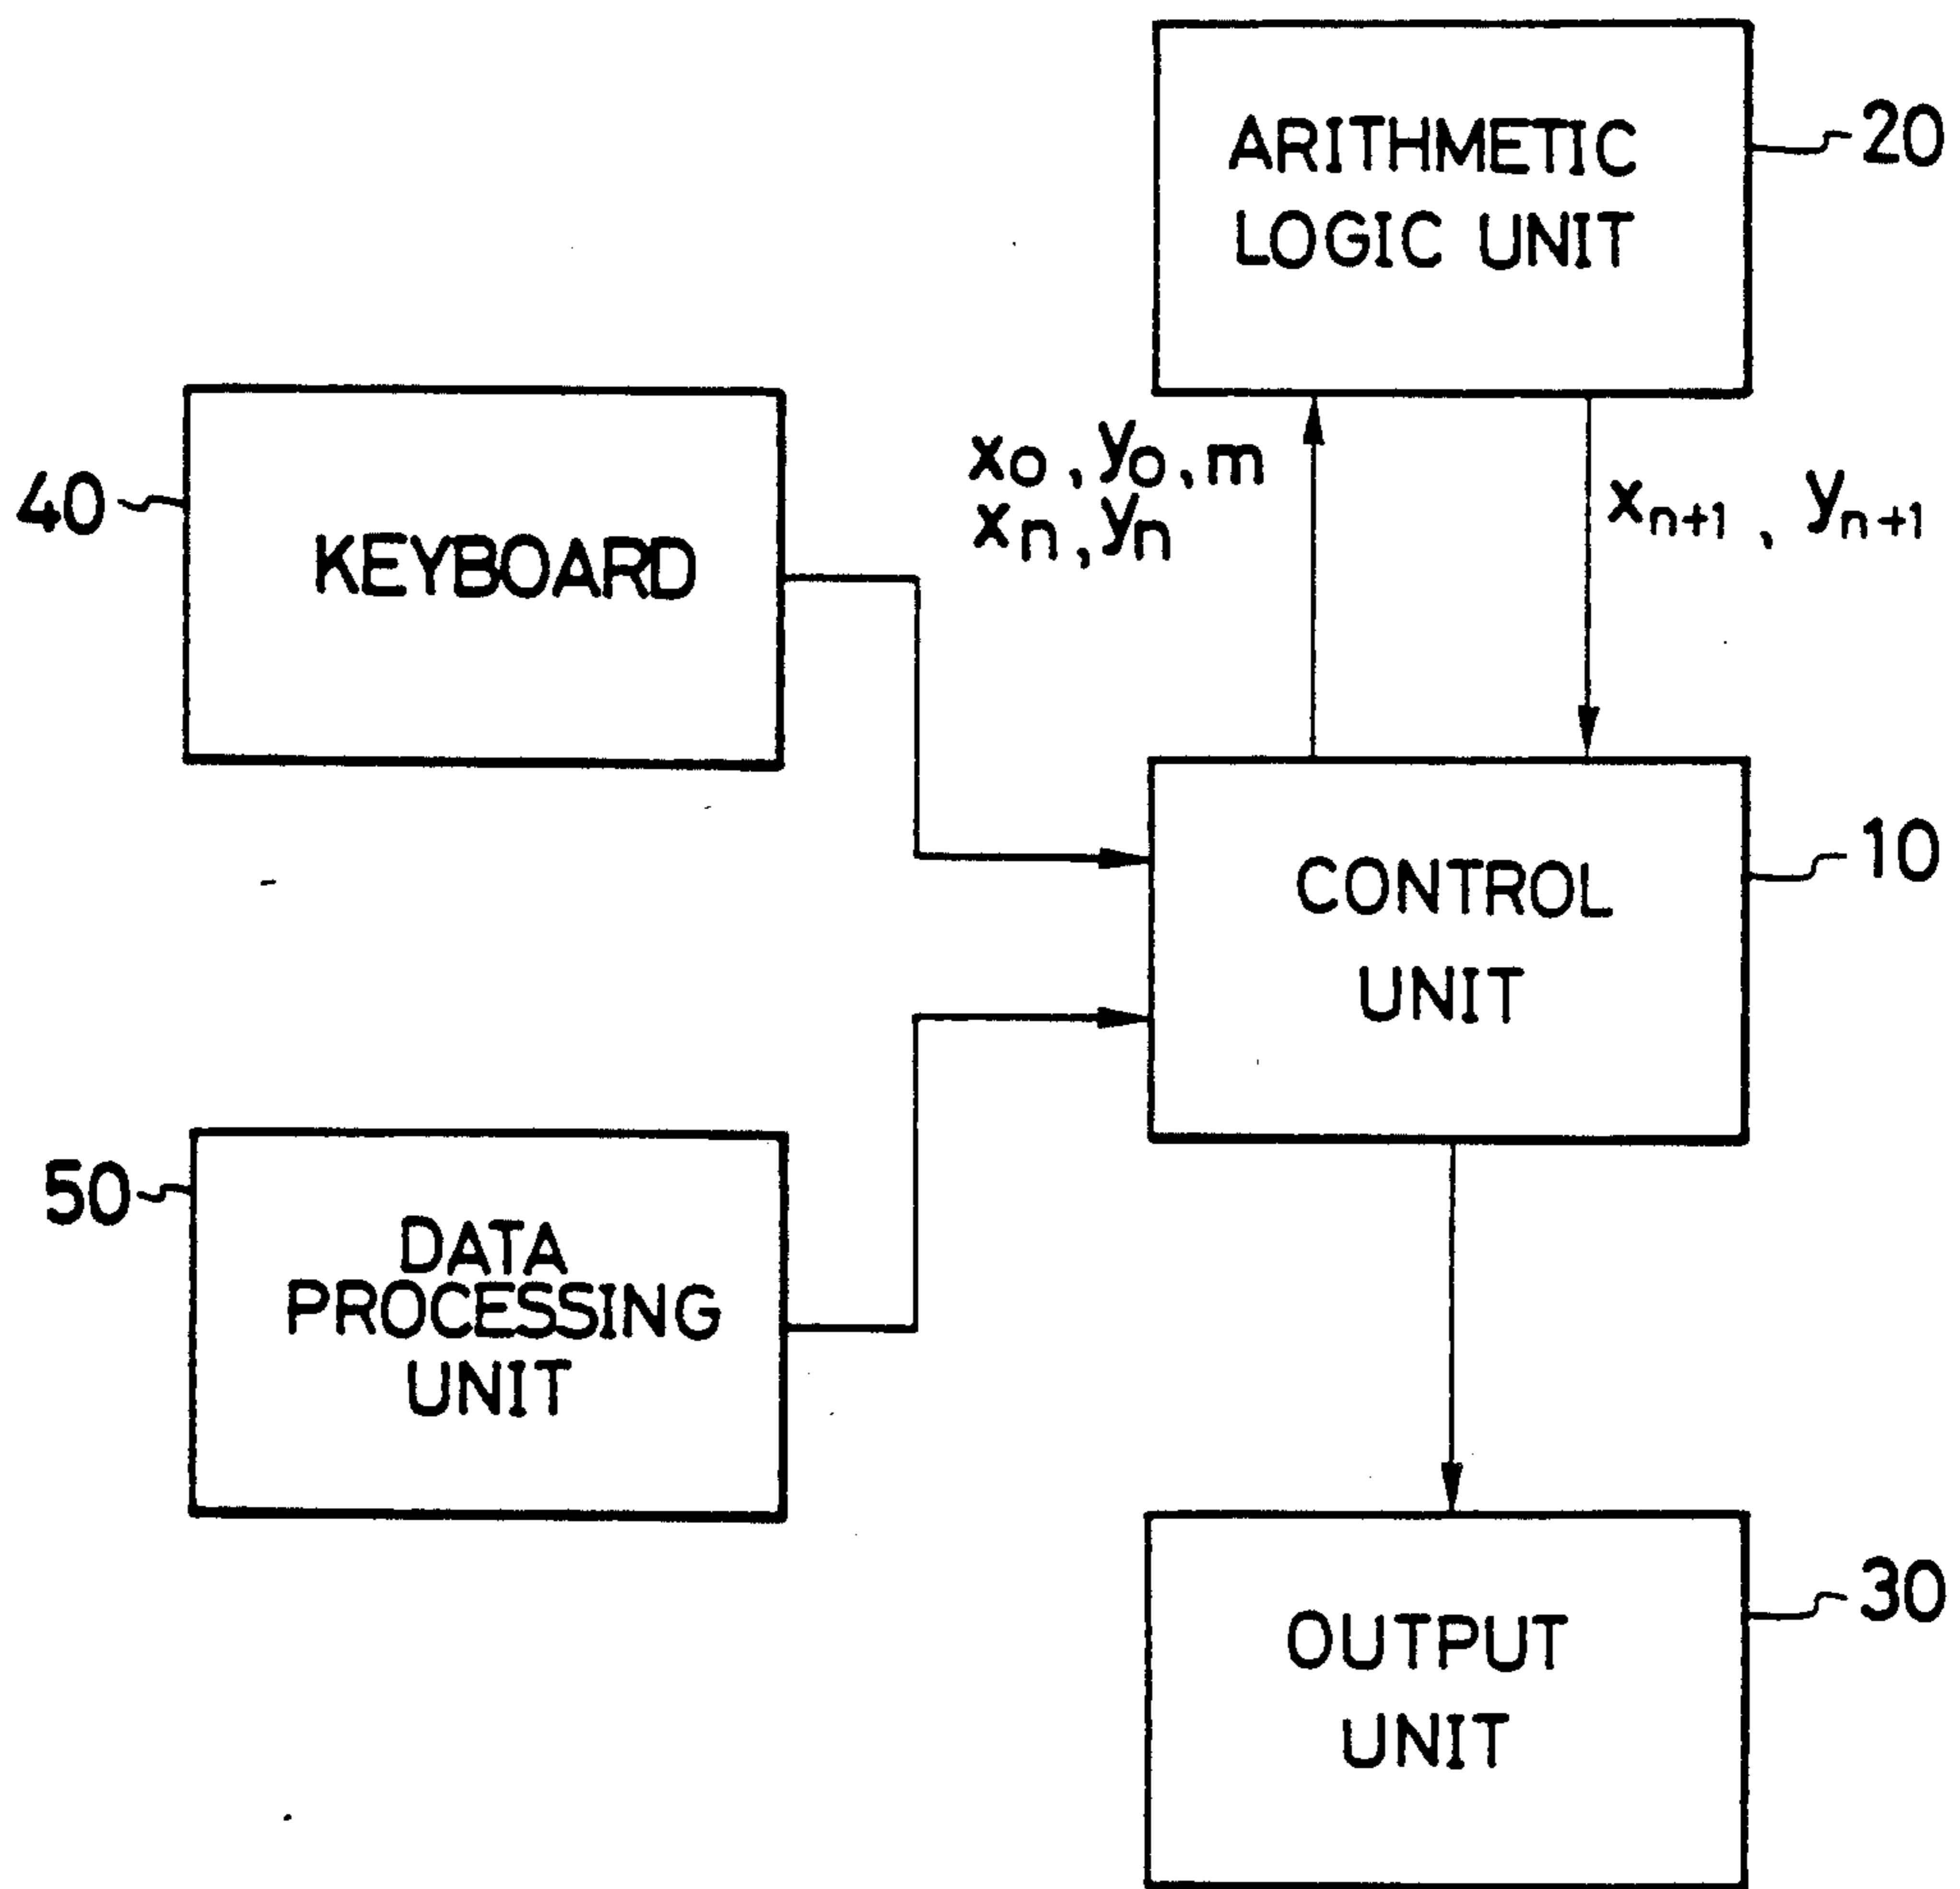 ARITHMETIC
LOGIC UNIT
20
40
KEYBOARD
x₀, y₀, m
xₙ, yₙ
xₙ₊₁, yₙ₊₁
CONTROL
UNIT
10
50
DATA
PROCESSING
UNIT
OUTPUT
UNIT
30